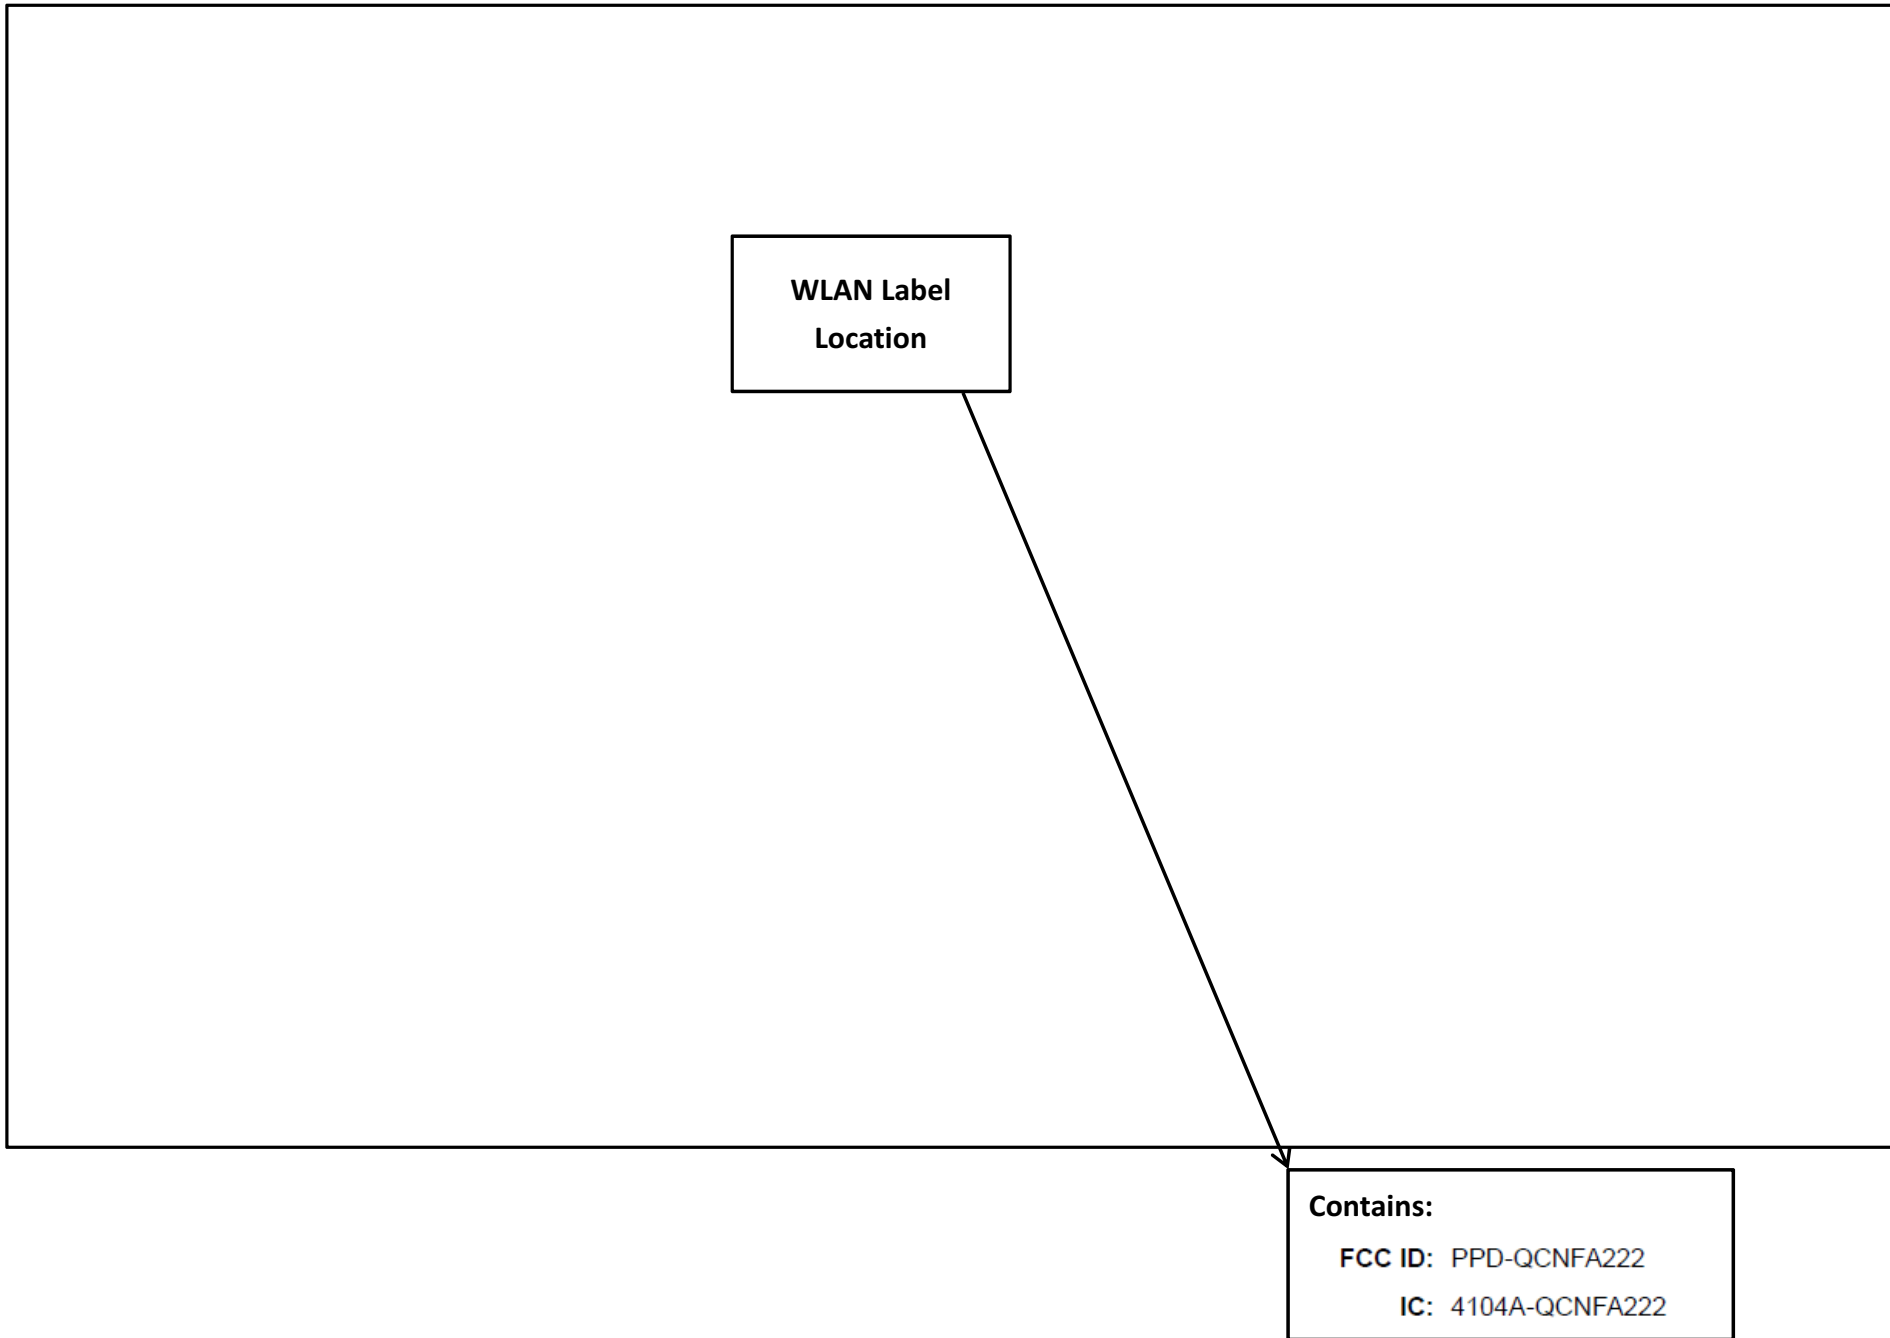 WLAN Label
Location
Contains:
FCC ID: PPD-QCNFA222
IC: 4104A-QCNFA222